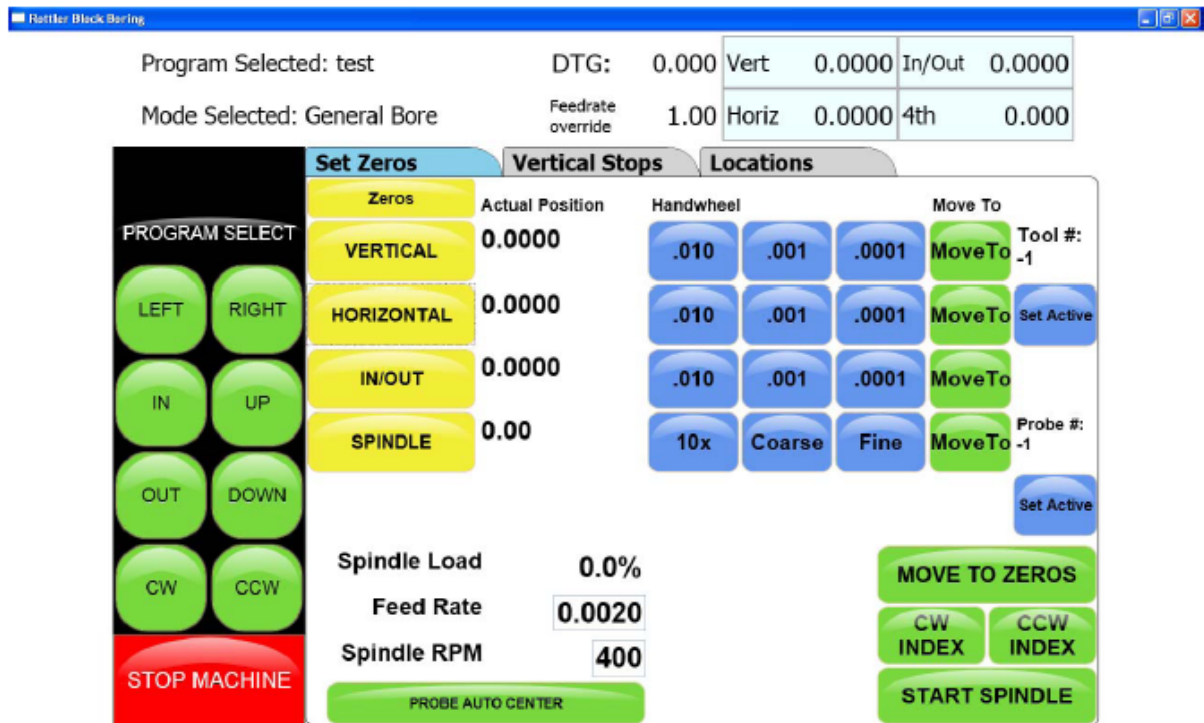 Rottler Block Boring
Program Selected: test DTG: 0.000 Vert 0.0000 In/Out 0.0000
Mode Selected: General Bore Feedrate override 1.00 Horiz 0.0000 4th 0.000
Set Zeros Vertical Stops Locations
Zeros Actual Position Handwheel Move To
PROGRAM SELECT
VERTICAL 0.0000 .010 .001 .0001 MoveTo Tool #: -1
LEFT RIGHT
HORIZONTAL 0.0000 .010 .001 .0001 MoveTo Set Active
IN UP
IN/OUT 0.0000 .010 .001 .0001 MoveTo
SPINDLE 0.00 10x Coarse Fine MoveTo Probe #: -1
OUT DOWN
Set Active
CW CCW
Spindle Load 0.0%
MOVE TO ZEROS
Feed Rate 0.0020
CW INDEX CCW INDEX
Spindle RPM 400
STOP MACHINE
PROBE AUTO CENTER
START SPINDLE